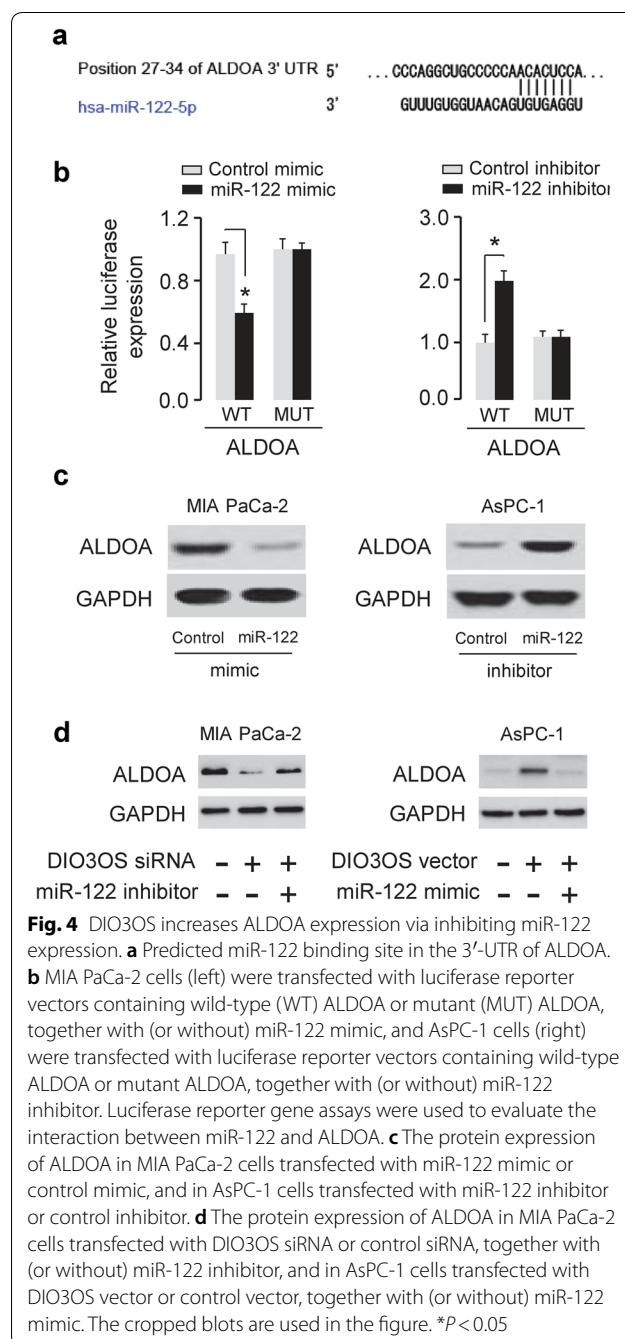 a
Position 27-34 of ALDOA 3' UTR 5' ...CCCAGGCUGCCCCCAACACUCCA...
hsa-miR-122-5p 3' GUUUGUGGUAACAGUGUGAGGU
b
Control mimic
miR-122 mimic
Relative luciferase expression
1.2
0.8
0.4
0.0
*
WT MUT
ALDOA
Control inhibitor
miR-122 inhibitor
3.0
2.0
1.0
0.0
*
WT MUT
ALDOA
c
MIA PaCa-2
ALDOA
GAPDH
Control miR-122
mimic
AsPC-1
ALDOA
GAPDH
Control miR-122
inhibitor
d
MIA PaCa-2
ALDOA
GAPDH
DIO3OS siRNA – + +
miR-122 inhibitor – – +
AsPC-1
ALDOA
GAPDH
DIO3OS vector – + +
miR-122 mimic – – +
Fig. 4 DIO3OS increases ALDOA expression via inhibiting miR-122
expression. a Predicted miR-122 binding site in the 3′-UTR of ALDOA.
b MIA PaCa-2 cells (left) were transfected with luciferase reporter
vectors containing wild-type (WT) ALDOA or mutant (MUT) ALDOA,
together with (or without) miR-122 mimic, and AsPC-1 cells (right)
were transfected with luciferase reporter vectors containing wild-type
ALDOA or mutant ALDOA, together with (or without) miR-122
inhibitor. Luciferase reporter gene assays were used to evaluate the
interaction between miR-122 and ALDOA. c The protein expression
of ALDOA in MIA PaCa-2 cells transfected with miR-122 mimic or
control mimic, and in AsPC-1 cells transfected with miR-122 inhibitor
or control inhibitor. d The protein expression of ALDOA in MIA PaCa-2
cells transfected with DIO3OS siRNA or control siRNA, together with
(or without) miR-122 inhibitor, and in AsPC-1 cells transfected with
DIO3OS vector or control vector, together with (or without) miR-122
mimic. The cropped blots are used in the figure. *P < 0.05